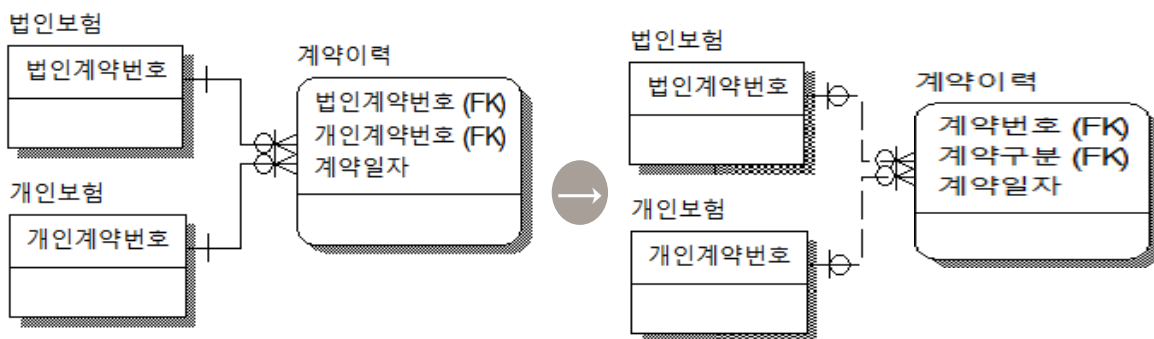 법인보험
법인계약번호
계약이력
법인계약번호 (FK)
개인계약번호 (FK)
계약일자
개인보험
개인계약번호
→
법인보험
법인계약번호
계약이력
계약번호 (FK)
계약구분 (FK)
계약일자
개인보험
개인계약번호